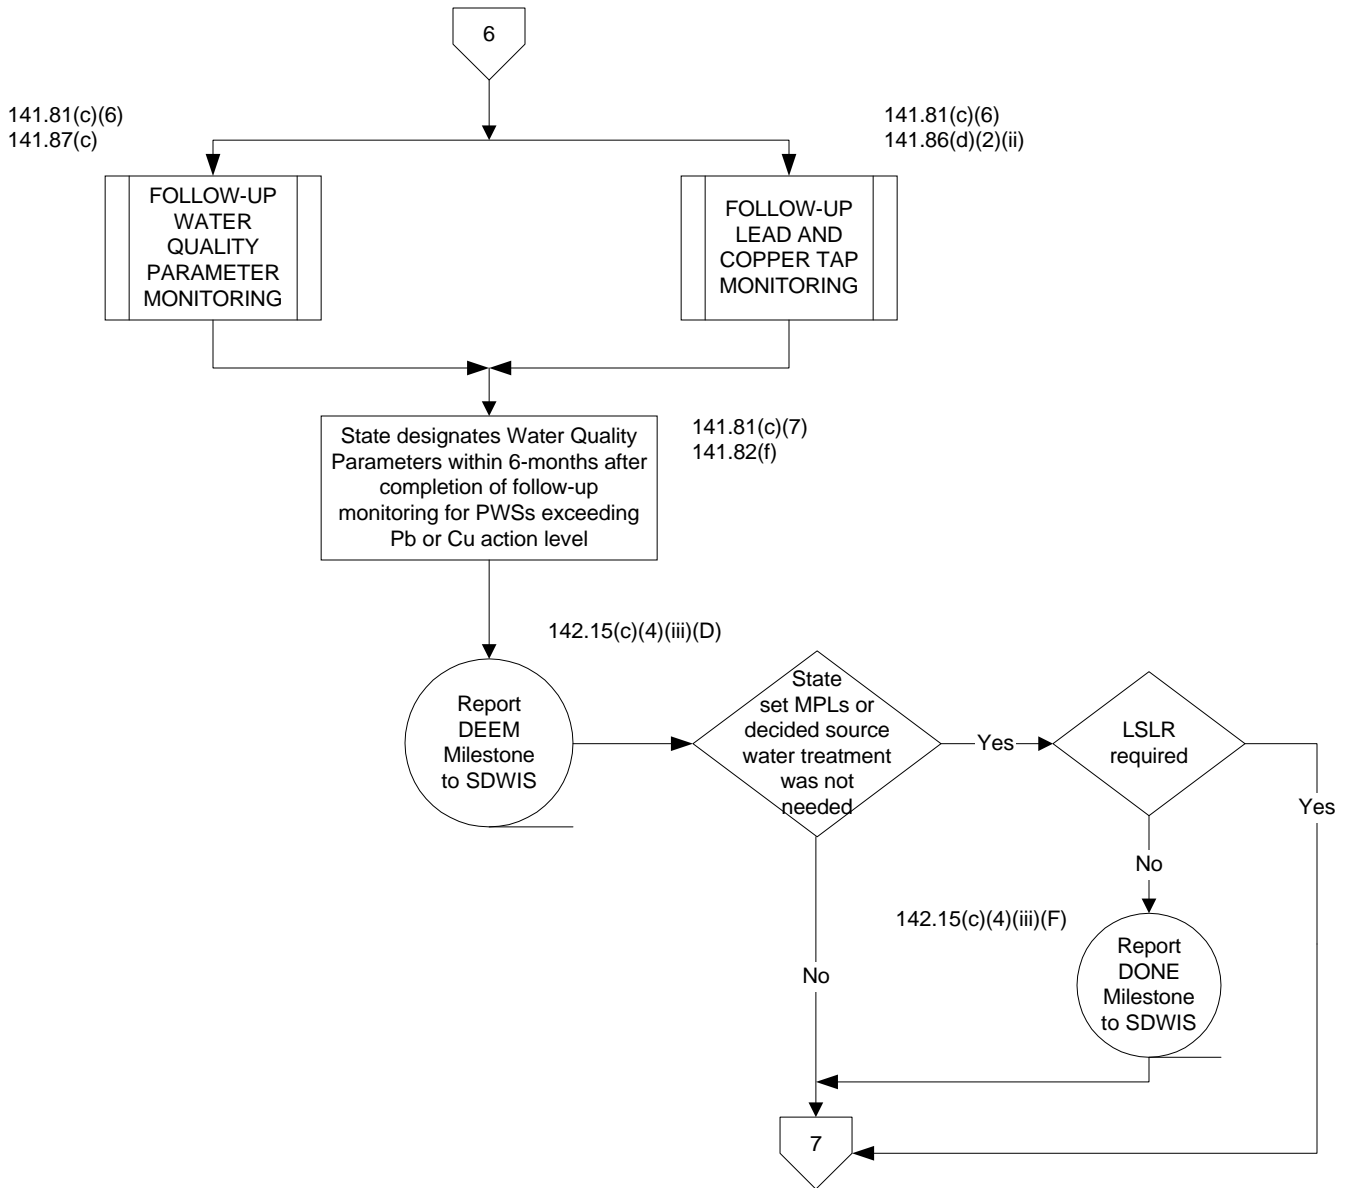 6
141.81(c)(6)
141.87(c)
141.81(c)(6)
141.86(d)(2)(ii)
FOLLOW-UP
WATER
QUALITY
PARAMETER
MONITORING
FOLLOW-UP
LEAD AND
COPPER TAP
MONITORING
State designates Water Quality
Parameters within 6-months after
completion of follow-up
monitoring for PWSs exceeding
Pb or Cu action level
141.81(c)(7)
141.82(f)
142.15(c)(4)(iii)(D)
Report
DEEM
Milestone
to SDWIS
State
set MPLs or
decided source
water treatment
was not
needed
Yes
LSLR
required
Yes
No
142.15(c)(4)(iii)(F)
Report
DONE
Milestone
to SDWIS
No
7